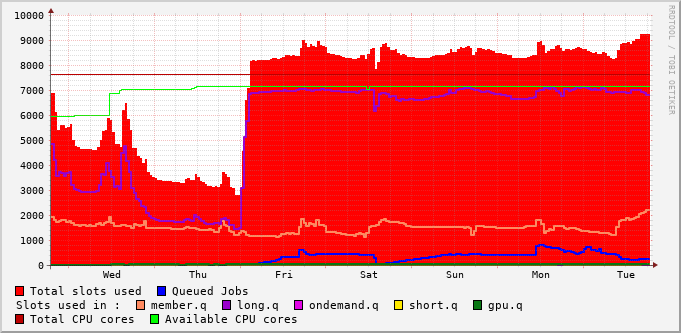 RRDTOOL / TOBI OETIKER
10000
9000
8000
7000
6000
5000
4000
3000
2000
1000
0
Wed Thu Fri Sat Sun Mon Tue
Total slots used Queued Jobs
Slots used in : member.q long.q ondemand.q short.q gpu.q
Total CPU cores Available CPU cores